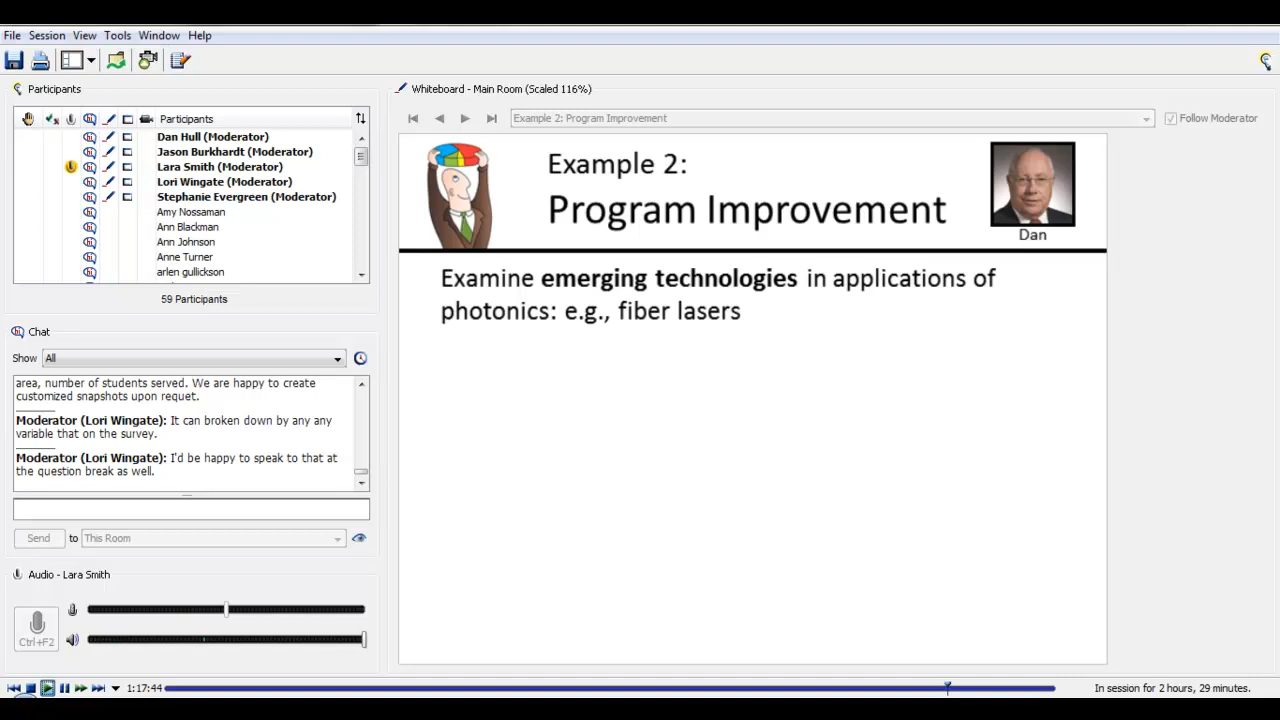 File Session View Tools Window Help
Participants
Participants
Dan Hull (Moderator)
Jason Burkhardt (Moderator)
Lara Smith (Moderator)
Lori Wingate (Moderator)
Stephanie Evergreen (Moderator)
Amy Nossaman
Ann Blackman
Ann Johnson
Anne Turner
arlen gullickson
59 Participants
Chat
Show All
area, number of students served. We are happy to create
customized snapshots upon requet.
Moderator (Lori Wingate): It can broken down by any any
variable that on the survey.
Moderator (Lori Wingate): I'd be happy to speak to that at
the question break as well.
Send to This Room
Audio - Lara Smith
Ctrl+F2
Whiteboard - Main Room (Scaled 116%)
Example 2: Program Improvement Follow Moderator
Example 2:
Program Improvement
Dan
Examine emerging technologies in applications of
photonics: e.g., fiber lasers
1:17:44 In session for 2 hours, 29 minutes.